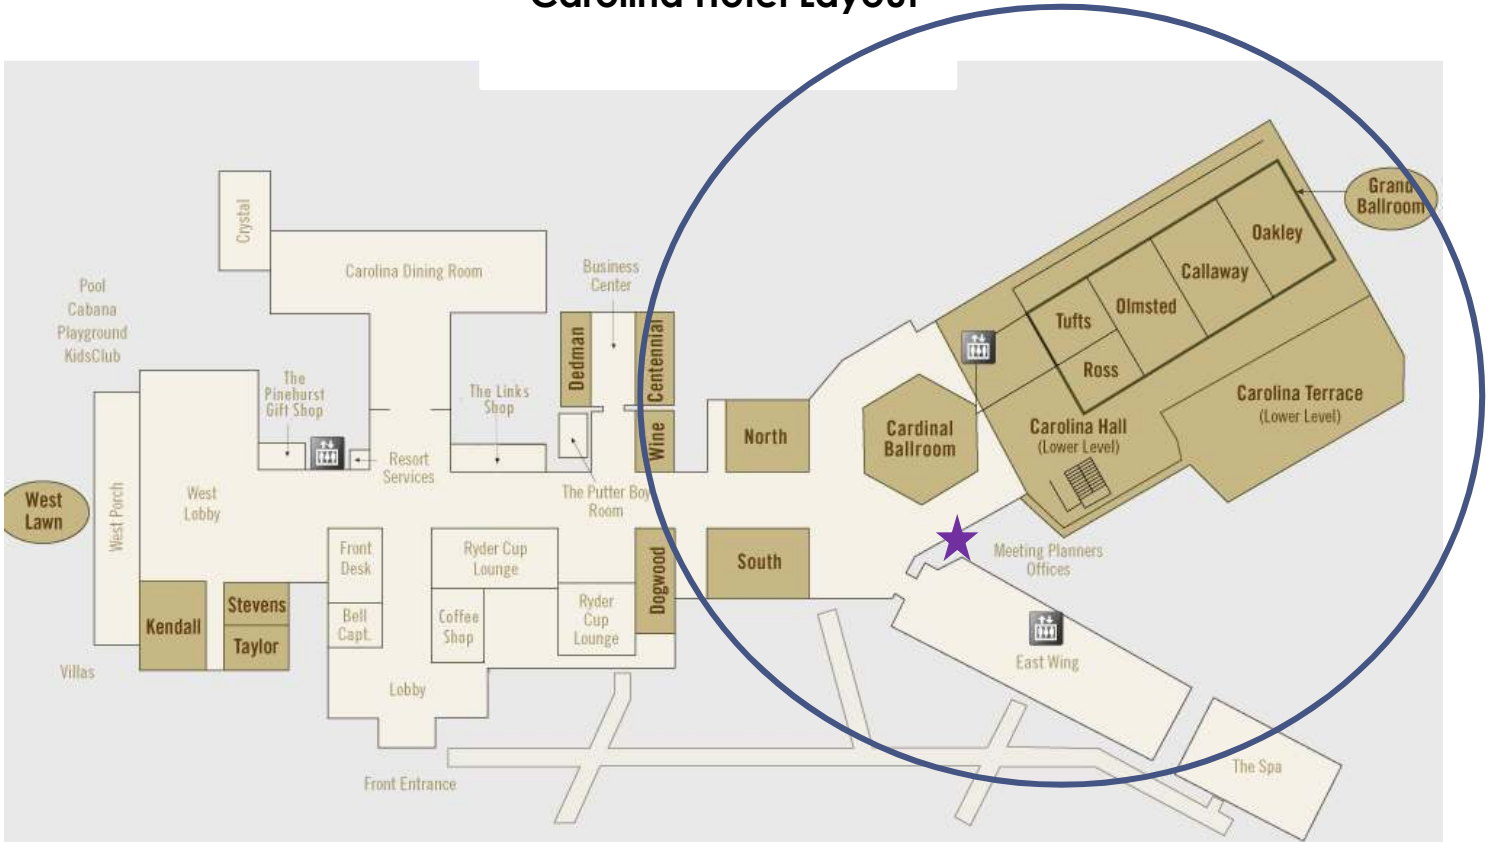 Carolina Hotel Layout
Grand
Ballroom
Oakley
Callaway
Olmsted
Tufts
Ross
Carolina Terrace
(Lower Level)
Carolina Hall
(Lower Level)
Cardinal
Ballroom
Crystal
Carolina Dining Room
Business
Center
Pool
Cabana
Playground
KidsClub
Dedman
Centennial
The
Pinehurst
Gift Shop
The Links
Shop
Wine
North
Resort
Services
West
Lawn
West Porch
West
Lobby
The Putter Boy
Room
Front
Desk
Ryder Cup
Lounge
Dogwood
South
Meeting Planners
Offices
Kendall
Stevens
Taylor
Bell
Capt.
Coffee
Shop
Ryder
Cup
Lounge
East Wing
Villas
Lobby
Front Entrance
The Spa